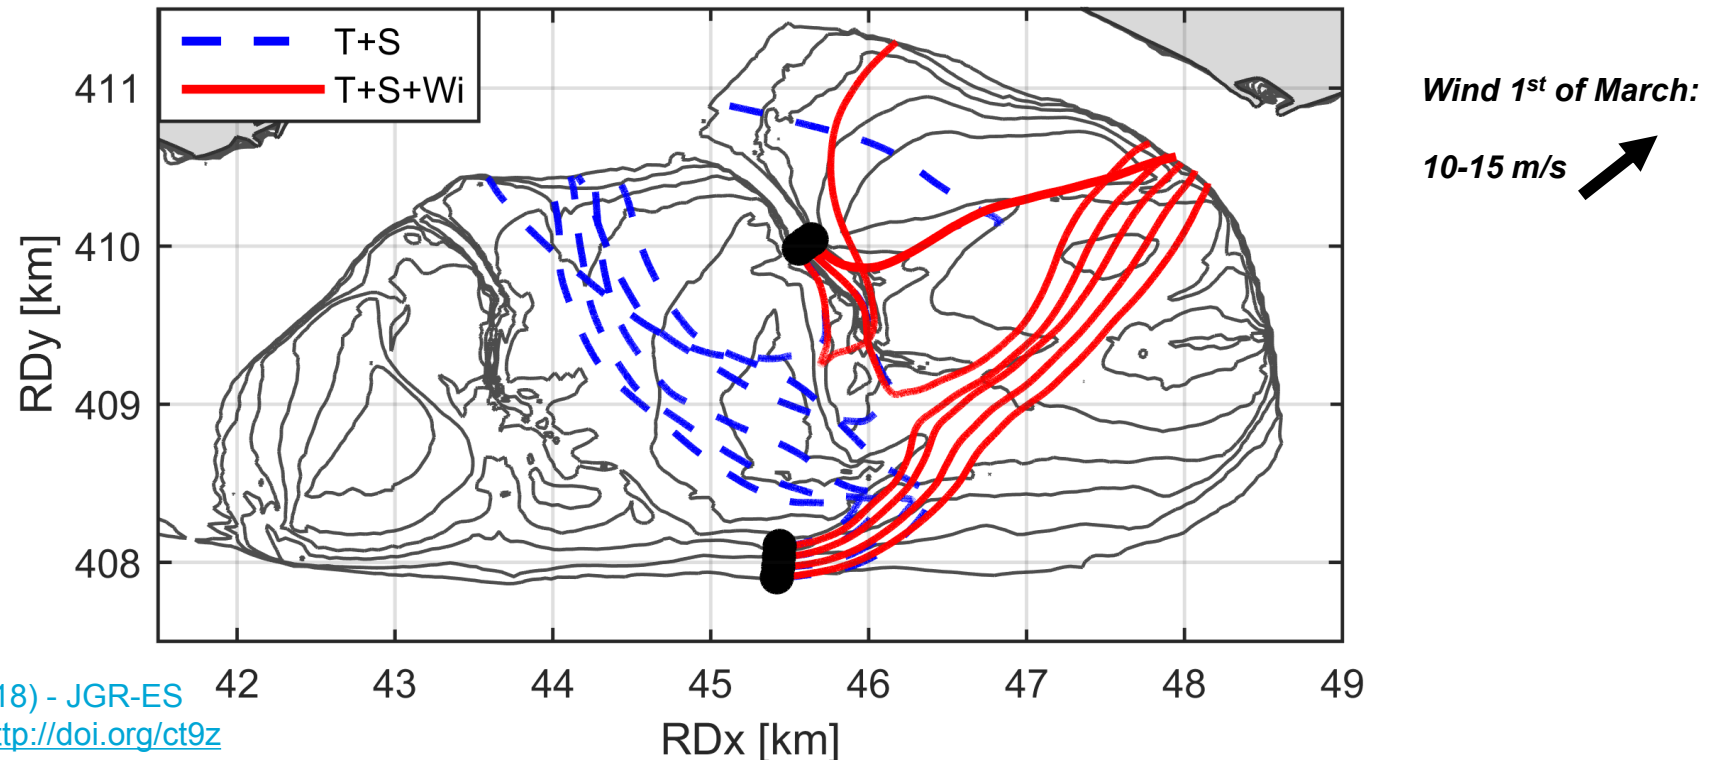 T+S
T+S+Wi
Wind 1st of March:
10-15 m/s
411
410
409
408
RDy [km]
42 43 44 45 46 47 48 49
RDx [km]
18) - JGR-ES
ttp://doi.org/ct9z